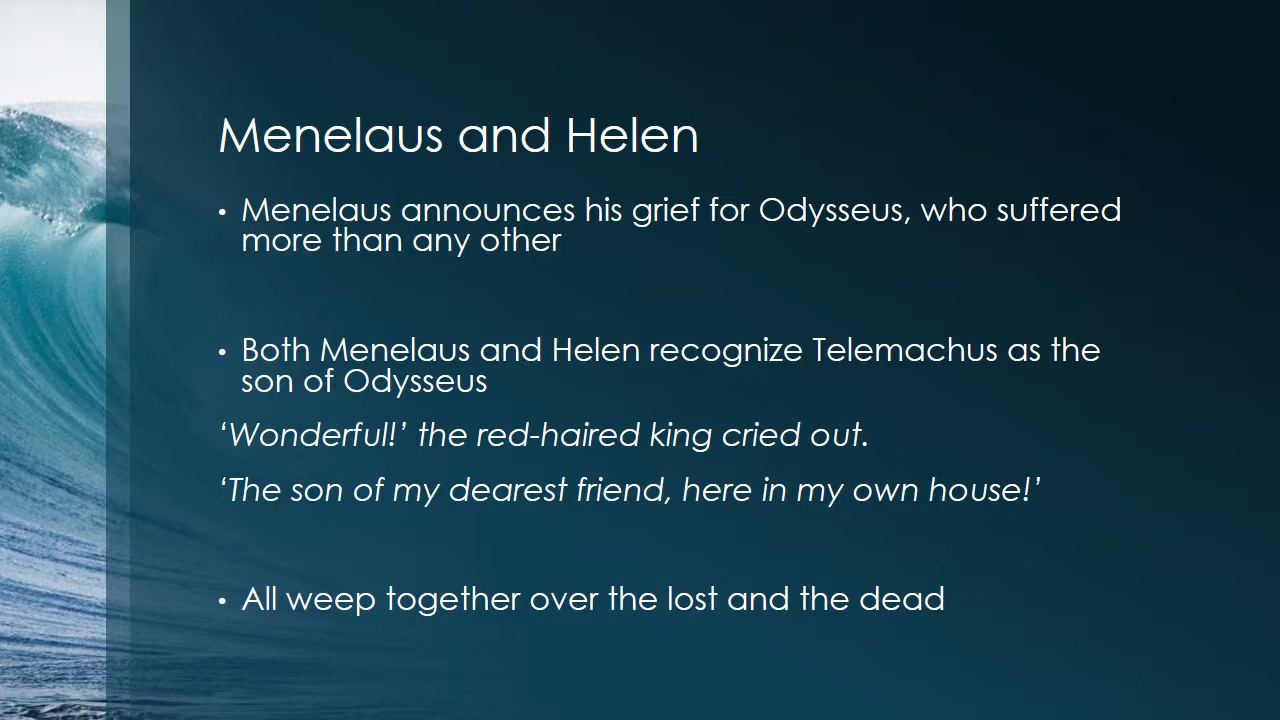 Menelaus and Helen
• Menelaus announces his grief for Odysseus, who suffered
more than any other
• Both Menelaus and Helen recognize Telemachus as the
son of Odysseus
‘Wonderful!’ the red-haired king cried out.
‘The son of my dearest friend, here in my own house!’
• All weep together over the lost and the dead